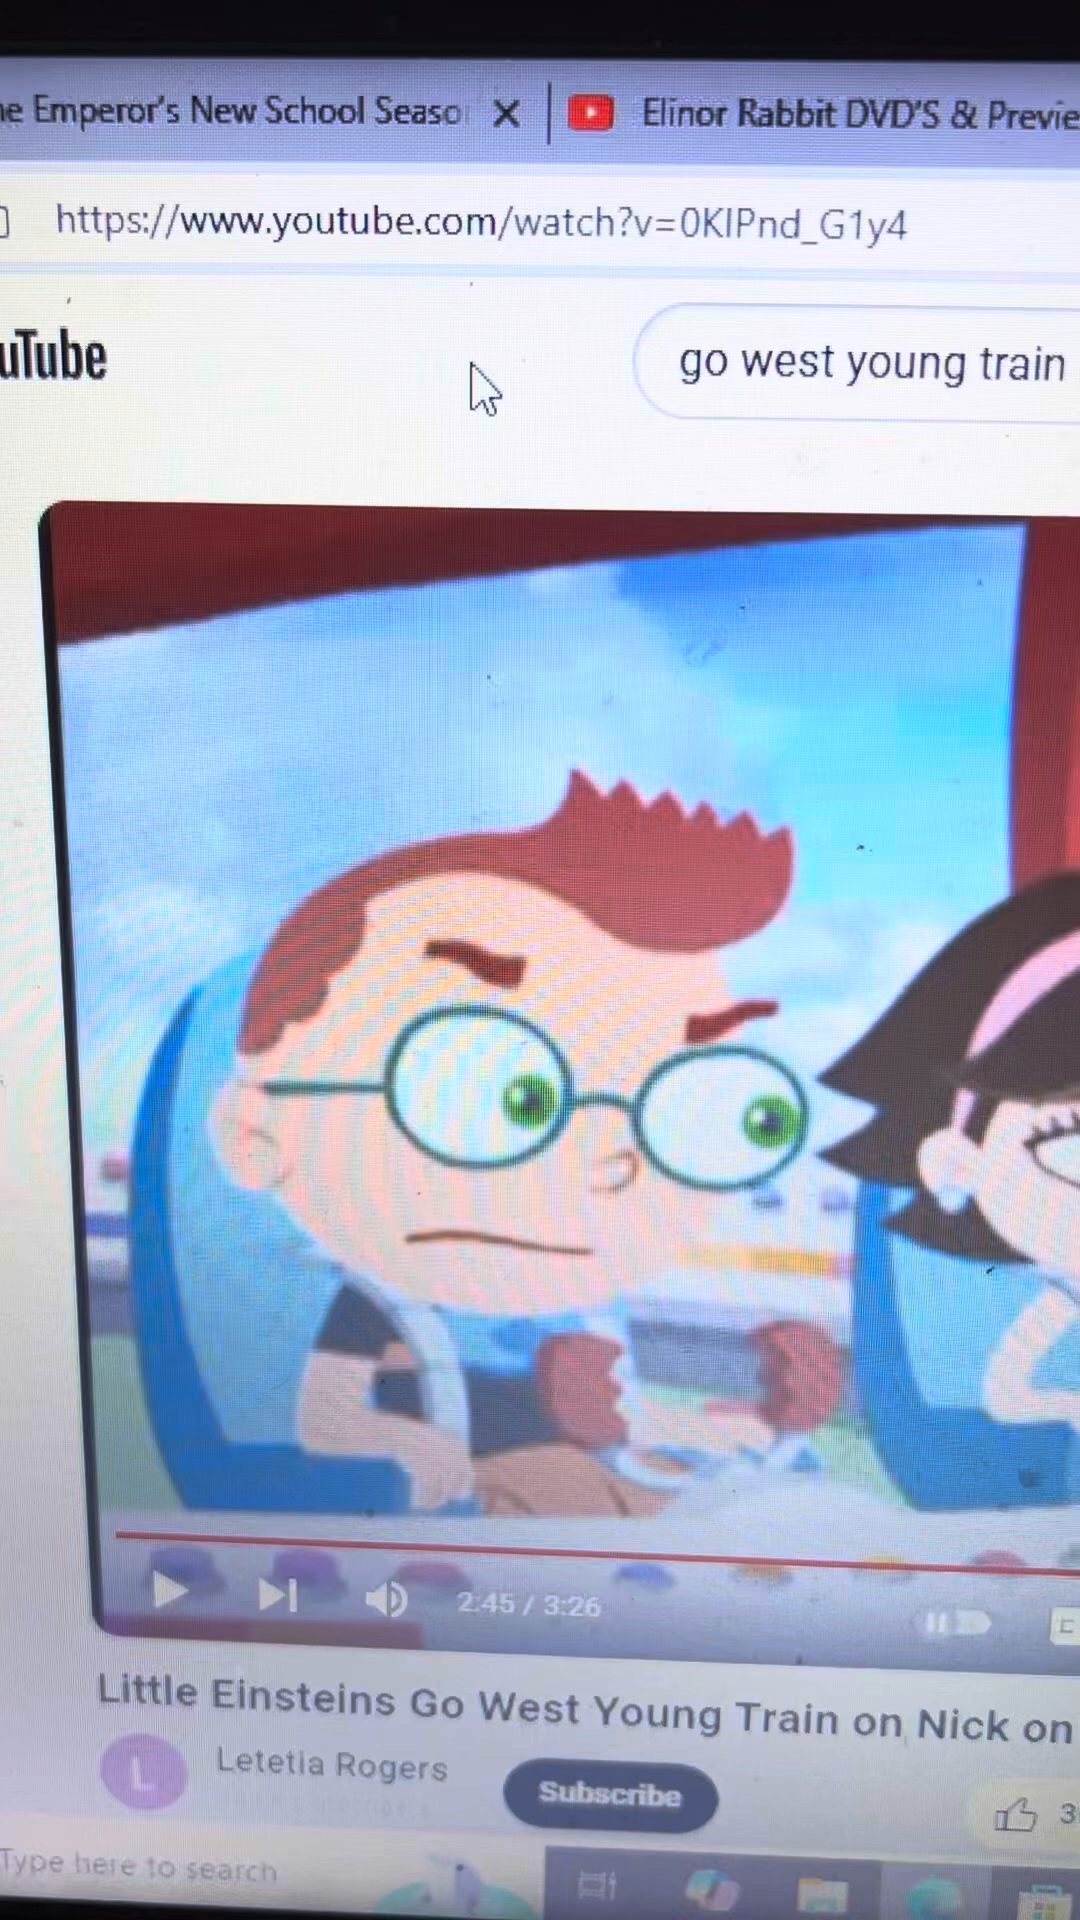 ne Emperor's New School Seaso
Elinor Rabbit DVD'S & Previe
https://www.youtube.com/watch?v=0KIPnd_G1y4
uTube
go west young train
2:45 / 3:26
Little Einsteins Go West Young Train on Nick on
L
Letetia Rogers
Subscribe
3
Type here to search